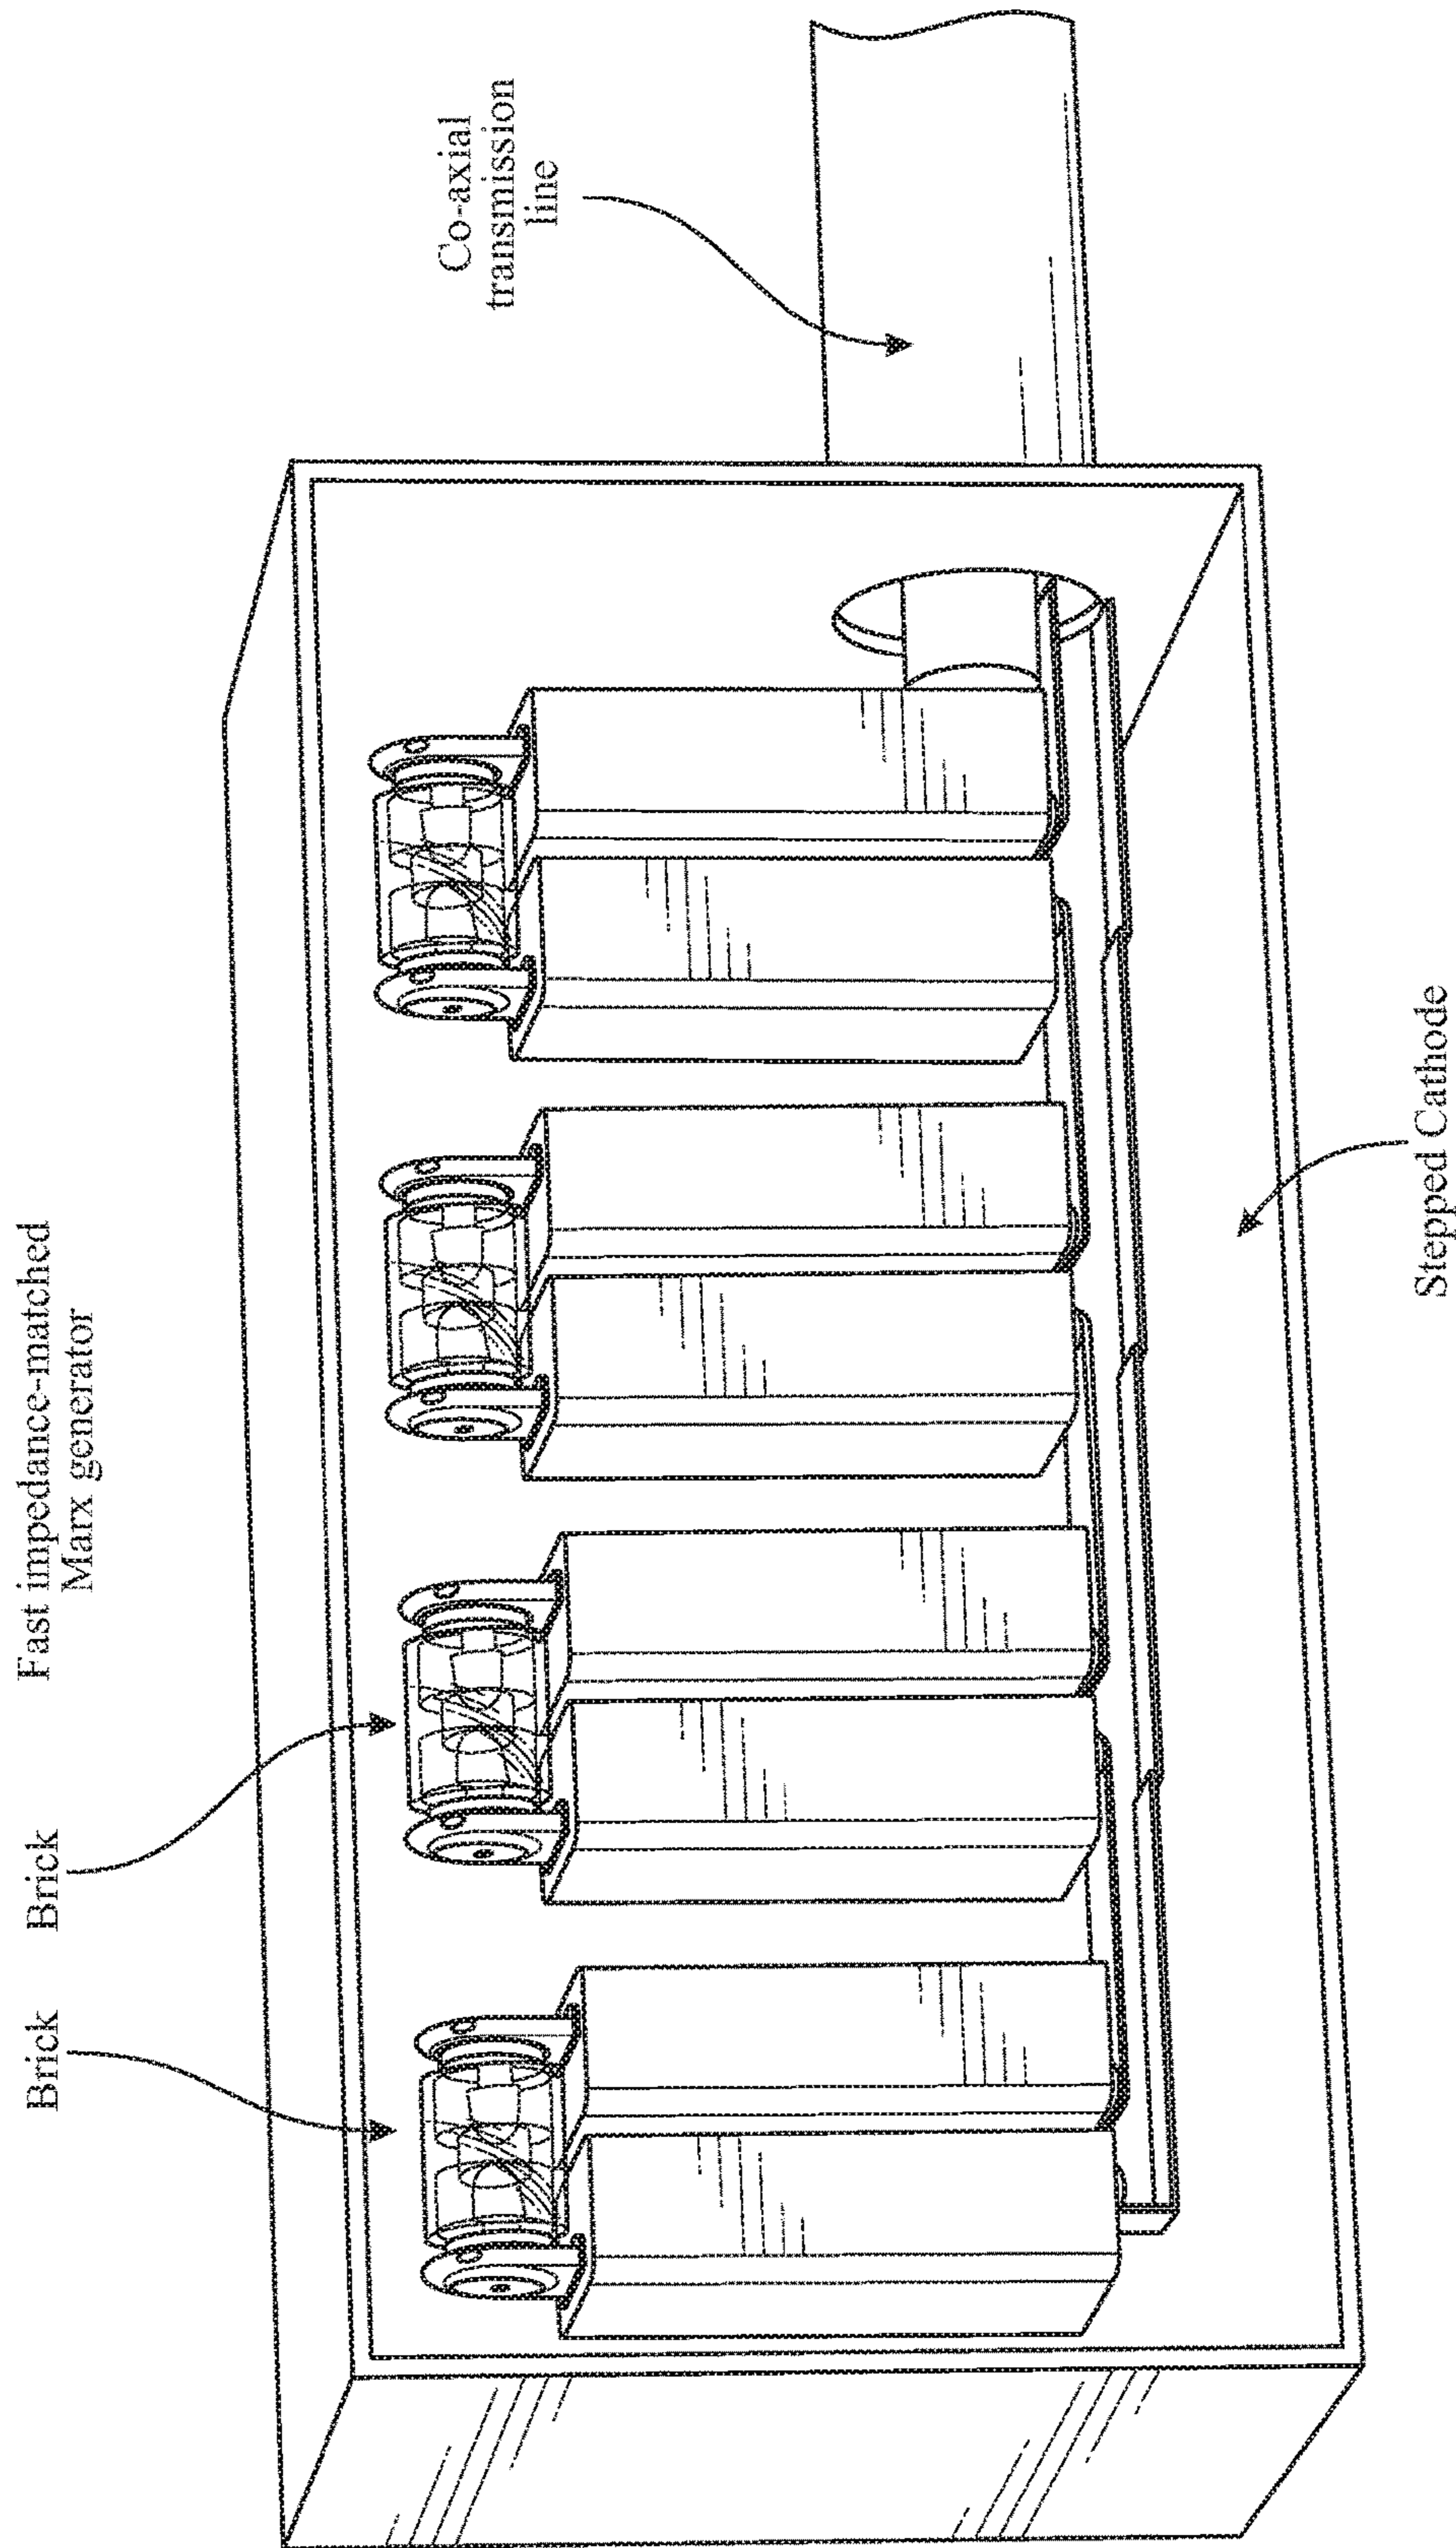 Fast impedance-matched
Marx generator
Brick
Brick
Co-axial
transmission
line
Stepped Cathode